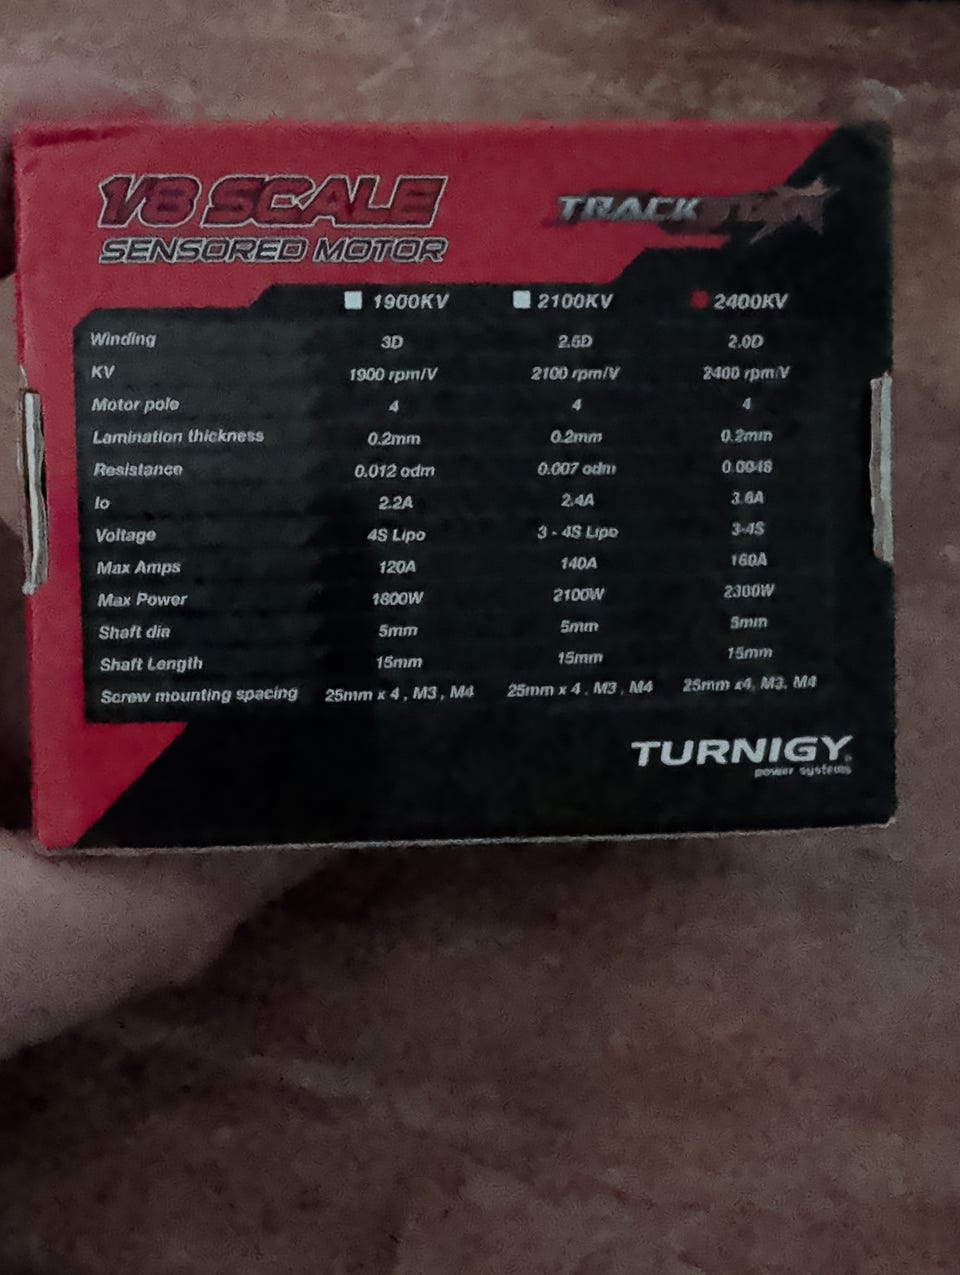 1/8 SCALE
SENSORED MOTOR
TRACKSTAR
1900KV 2100KV 2400KV
Winding 3D 2.5D 2.0D
KV 1900 rpm/V 2100 rpm/V 2400 rpm/V
Motor pole 4 4 4
Lamination thickness 0.2mm 0.2mm 0.2mm
Resistance 0.012 odm 0.007 odm 0.0048
Io 2.2A 2.4A 3.6A
Voltage 4S Lipo 3 - 4S Lipo 3-4S
Max Amps 120A 140A 160A
Max Power 1800W 2100W 2300W
Shaft dia 5mm 5mm 5mm
Shaft Length 15mm 15mm 15mm
Screw mounting spacing 25mm x 4 , M3 , M4 25mm x 4 , M3 , M4 25mm x4, M3, M4
TURNIGY®
power systems